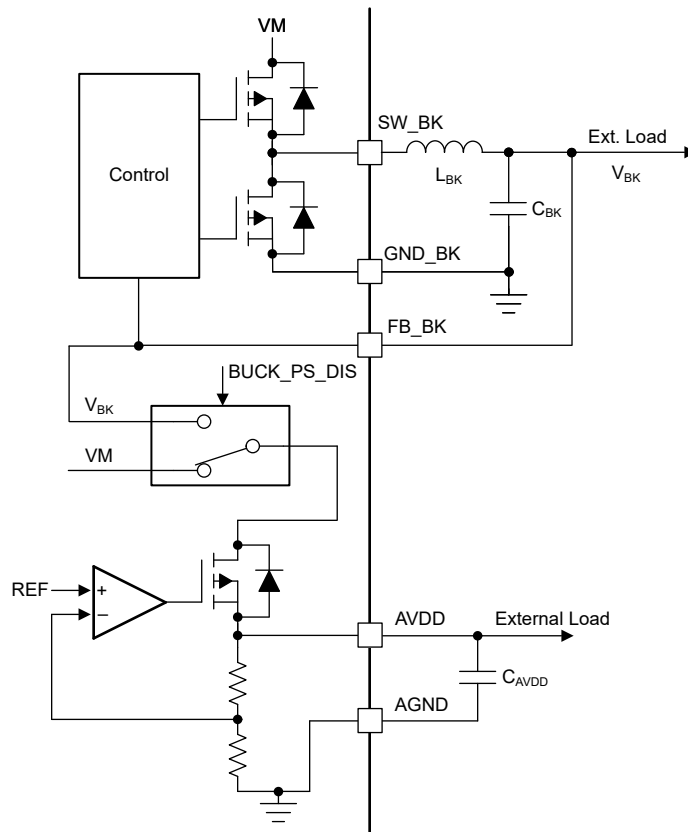 VM
SW_BK
Ext. Load
Control
L_BK
V_BK
C_BK
GND_BK
FB_BK
BUCK_PS_DIS
V_BK
VM
REF
+
−
AVDD
External Load
C_AVDD
AGND